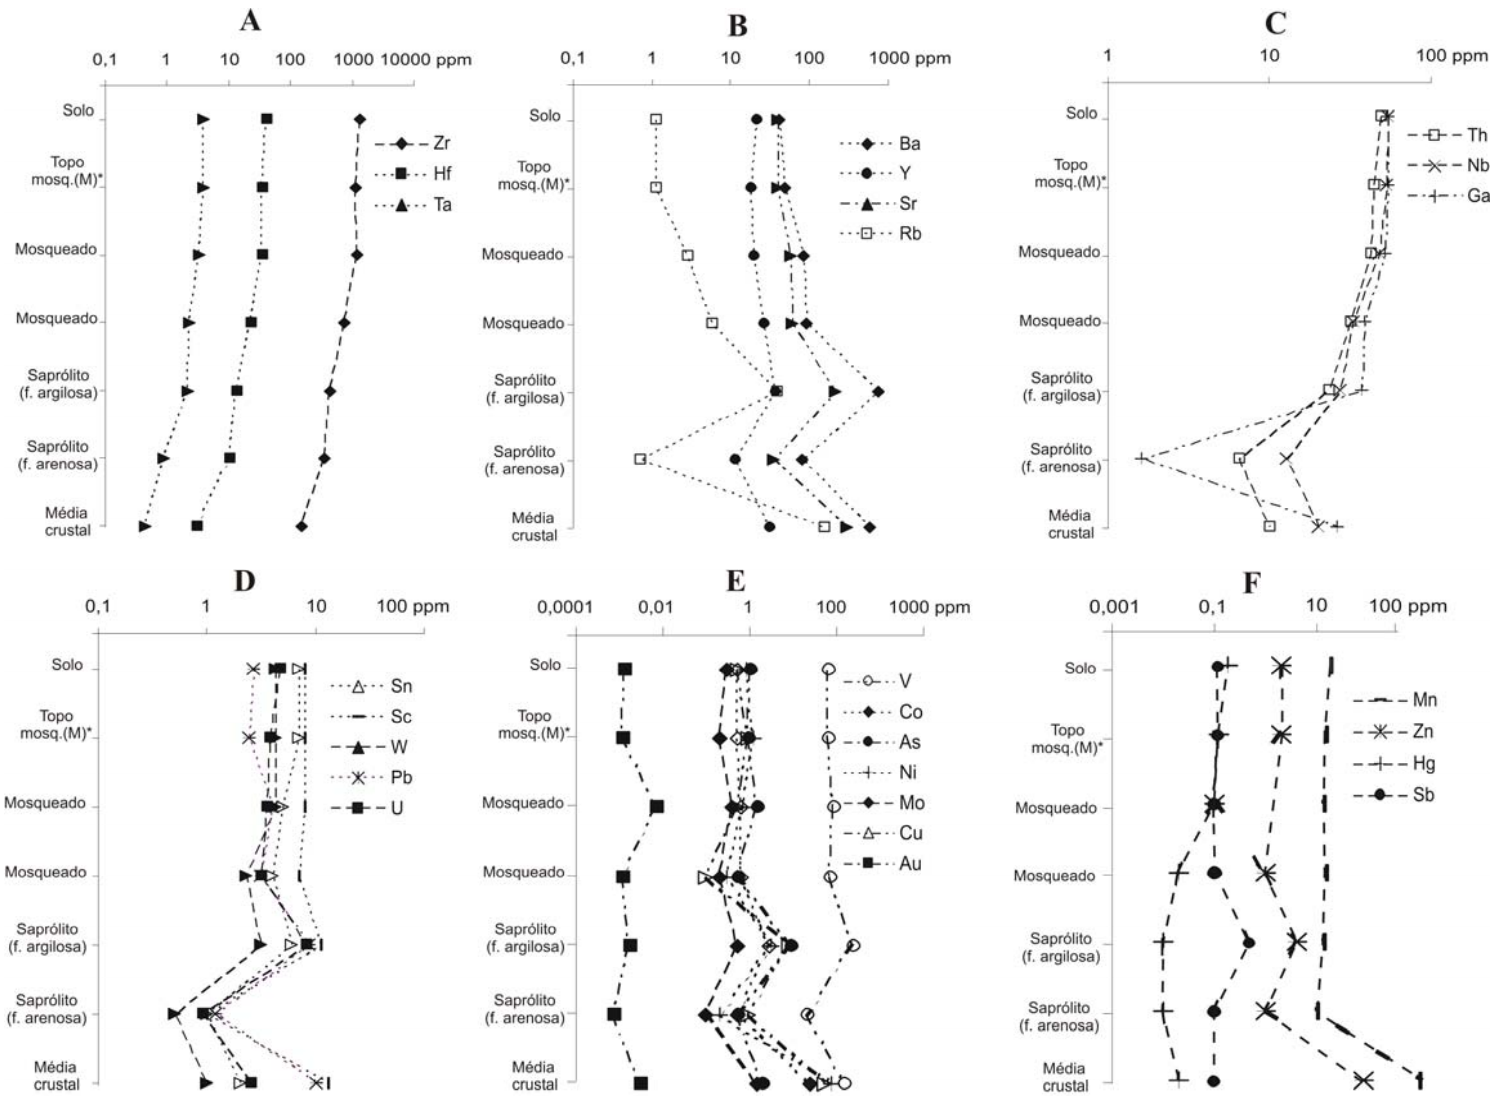 A
0,1 1 10 100 1000 10000 ppm
Solo
Topo
mosq.(M)*
Mosqueado
Mosqueado
Saprólito
(f. argilosa)
Saprólito
(f. arenosa)
Média
crustal
Zr
Hf
Ta
B
0,1 1 10 100 1000 ppm
Solo
Topo
mosq.(M)*
Mosqueado
Mosqueado
Saprólito
(f. argilosa)
Saprólito
(f. arenosa)
Média
crustal
Ba
Y
Sr
Rb
C
1 10 100 ppm
Solo
Topo
mosq.(M)*
Mosqueado
Mosqueado
Saprólito
(f. argilosa)
Saprólito
(f. arenosa)
Média
crustal
Th
Nb
Ga
D
0,1 1 10 100 ppm
Solo
Topo
mosq.(M)*
Mosqueado
Mosqueado
Saprólito
(f. argilosa)
Saprólito
(f. arenosa)
Média
crustal
Sn
Sc
W
Pb
U
E
0,0001 0,01 1 100 1000 ppm
Solo
Topo
mosq.(M)*
Mosqueado
Mosqueado
Saprólito
(f. argilosa)
Saprólito
(f. arenosa)
Média
crustal
V
Co
As
Ni
Mo
Cu
Au
F
0,001 0,1 10 100 ppm
Solo
Topo
mosq.(M)*
Mosqueado
Mosqueado
Saprólito
(f. argilosa)
Saprólito
(f. arenosa)
Média
crustal
Mn
Zn
Hg
Sb